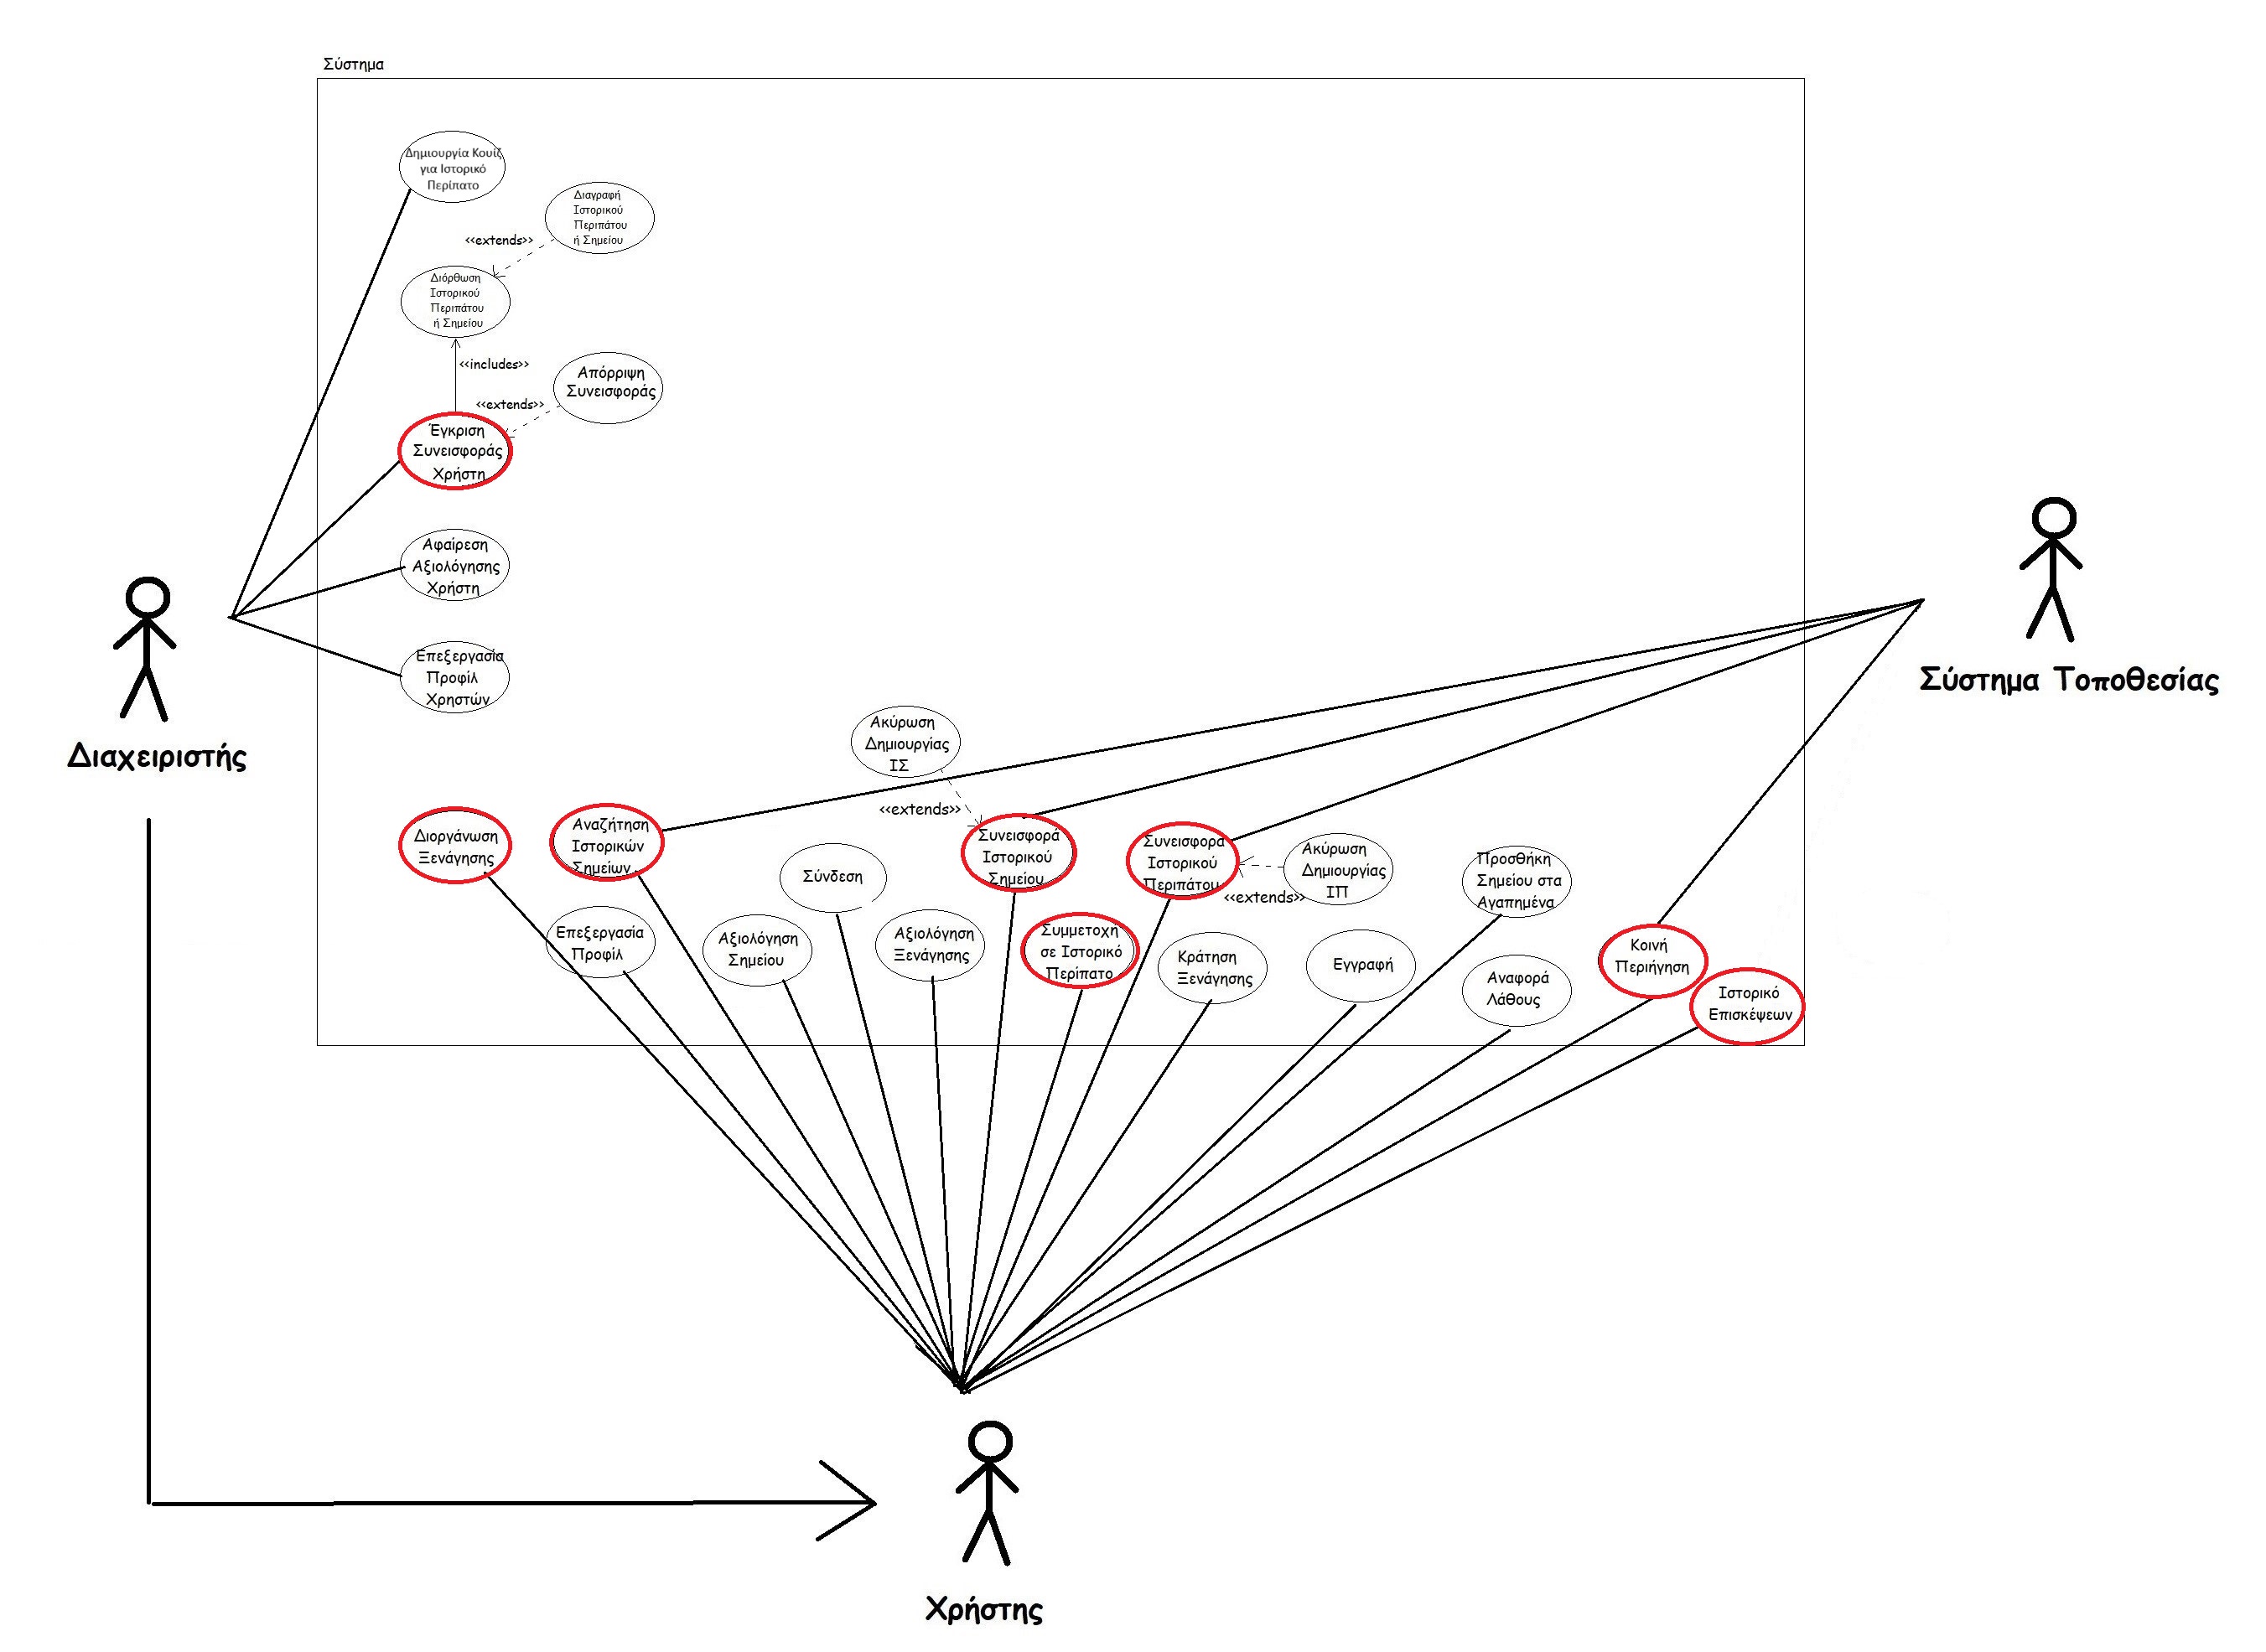 Σύστημα
Δημιουργία Κουίζ
για Ιστορικό
Περίπατο
Διαγραφή
Ιστορικού
Περιπάτου
ή Σημείου
<<extends>>
Διόρθωση
Ιστορικού
Περιπάτου
ή Σημείου
<<includes>>
Απόρριψη
Συνεισφοράς
<<extends>>
Έγκριση
Συνεισφοράς
Χρήστη
Αφαίρεση
Αξιολόγησης
Χρήστη
Επεξεργασία
Προφίλ
Χρηστών
Διαχειριστής
Σύστημα Τοποθεσίας
Ακύρωση
Δημιουργίας
ΙΣ
<<extends>>
Διοργάνωση
Ξενάγησης
Αναζήτηση
Ιστορικών
Σημείων
Σύνδεση
Συνεισφορά
Ιστορικού
Σημείου
Συνεισφορα
Ιστορικού
Περιπάτου
Ακύρωση
Δημιουργίας
ΙΠ
<<extends>>
Προσθήκη
Σημείου στα
Αγαπημένα
Επεξεργασία
Προφίλ
Αξιολόγηση
Σημείου
Αξιολόγηση
Ξενάγησης
Συμμετοχή
σε Ιστορικό
Περίπατο
Κράτηση
Ξενάγησης
Εγγραφή
Αναφορά
Λάθους
Κοινή
Περιήγηση
Ιστορικό
Επισκέψεων
Χρήστης